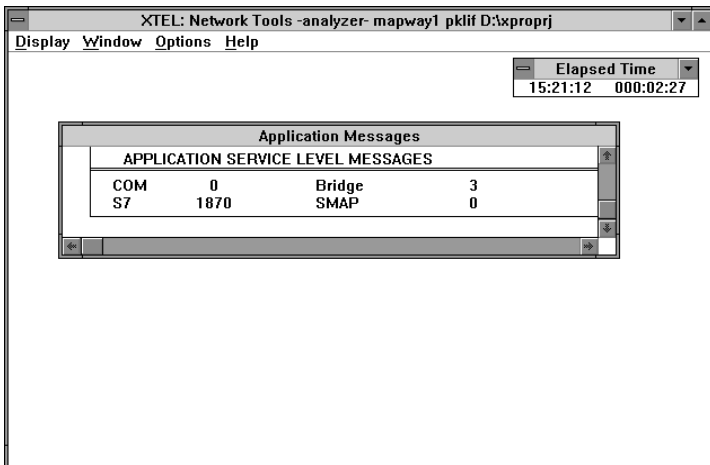 XTEL: Network Tools -analyzer- mapway1 pklif D:\xproprj
Display Window Options Help
Elapsed Time
15:21:12 000:02:27
Application Messages
APPLICATION SERVICE LEVEL MESSAGES
COM 0 Bridge 3
S7 1870 SMAP 0